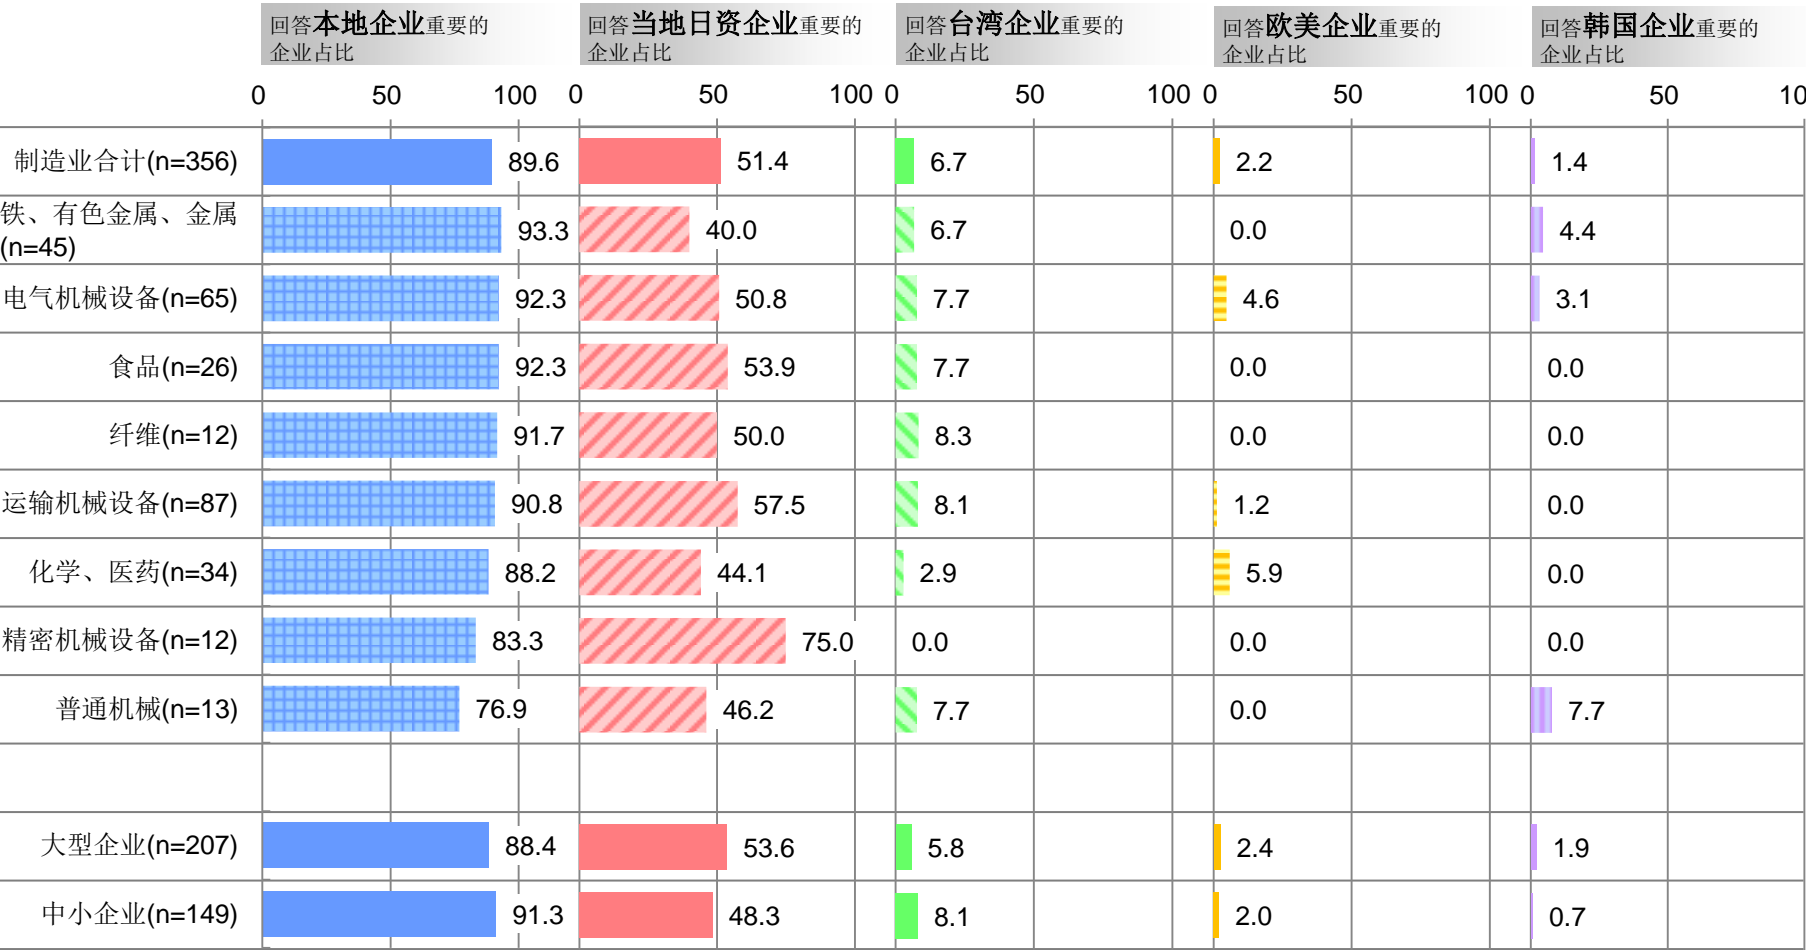 回答本地企业重要的
企业占比
回答当地日资企业重要的
企业占比
回答台湾企业重要的
企业占比
回答欧美企业重要的
企业占比
回答韩国企业重要的
企业占比
0 50 100 0 50 100 0 50 100 0 50 100 0 50 10
制造业合计(n=356) 89.6 51.4 6.7 2.2 1.4
铁、有色金属、金属
(n=45) 93.3 40.0 6.7 0.0 4.4
电气机械设备(n=65) 92.3 50.8 7.7 4.6 3.1
食品(n=26) 92.3 53.9 7.7 0.0 0.0
纤维(n=12) 91.7 50.0 8.3 0.0 0.0
运输机械设备(n=87) 90.8 57.5 8.1 1.2 0.0
化学、医药(n=34) 88.2 44.1 2.9 5.9 0.0
精密机械设备(n=12) 83.3 75.0 0.0 0.0 0.0
普通机械(n=13) 76.9 46.2 7.7 0.0 7.7
大型企业(n=207) 88.4 53.6 5.8 2.4 1.9
中小企业(n=149) 91.3 48.3 8.1 2.0 0.7